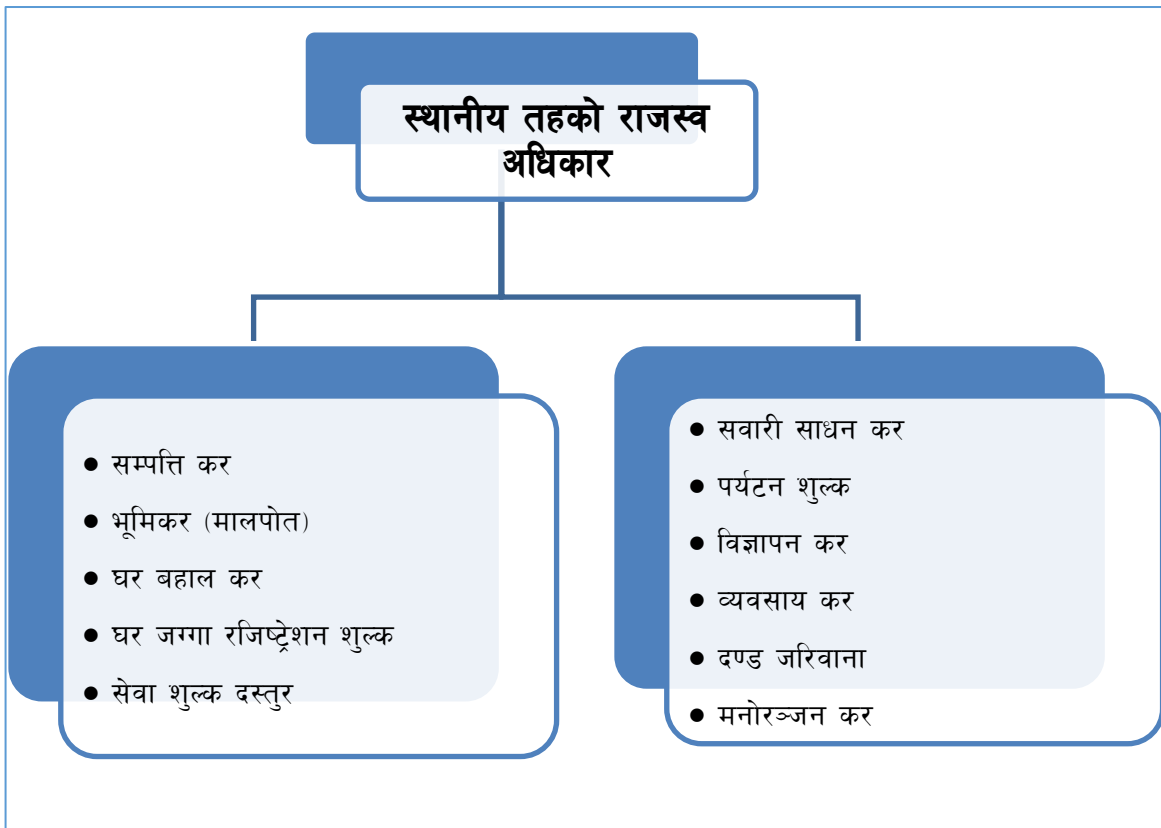 स्थानीय तहको राजस्व
अधिकार
• सम्पत्ति कर
• भूमिकर (मालपोत)
• घर बहाल कर
• घर जग्गा रजिष्ट्रेशन शुल्क
• सेवा शुल्क दस्तुर
• सवारी साधन कर
• पर्यटन शुल्क
• विज्ञापन कर
• व्यवसाय कर
• दण्ड जरिवाना
• मनोरञ्जन कर